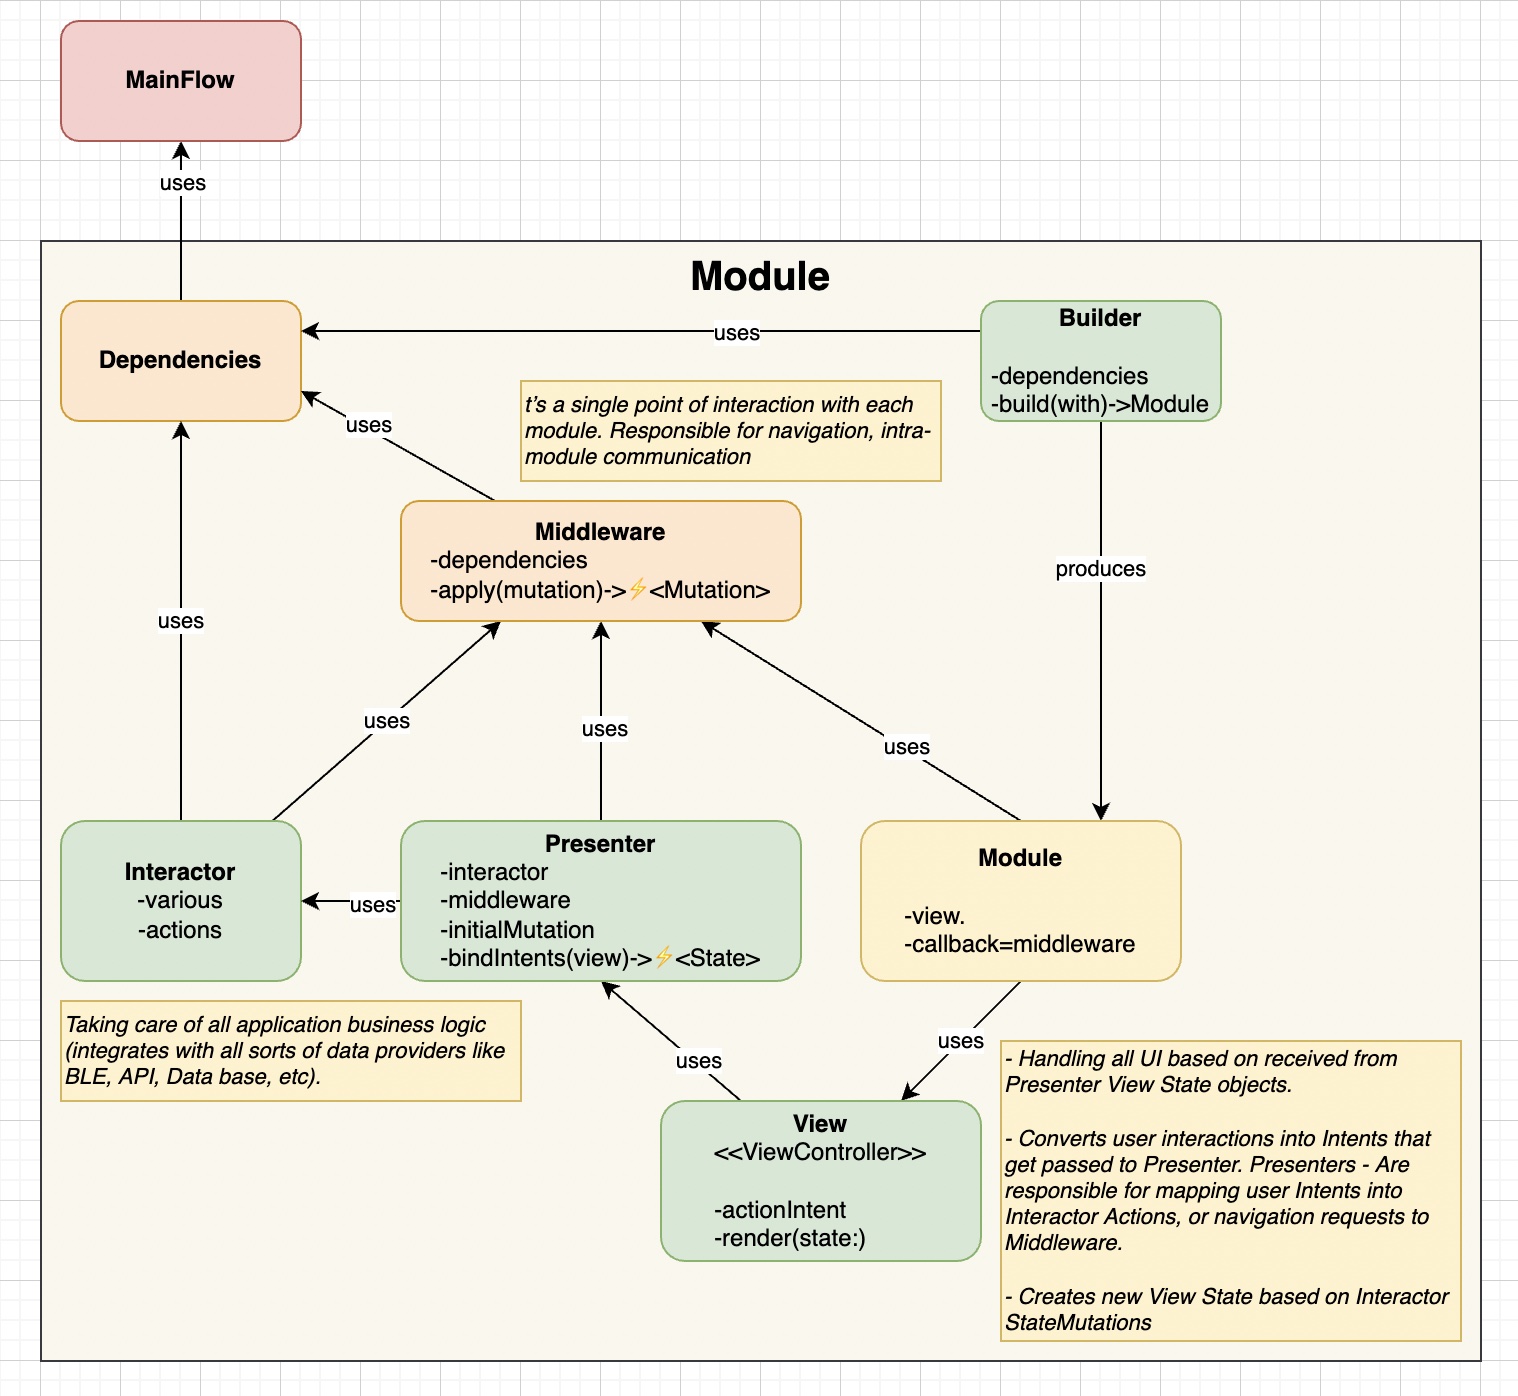 MainFlow
uses
Module
Dependencies
uses
Builder
-dependencies
-build(with)->Module
t's a single point of interaction with each
module. Responsible for navigation, intra-
module communication
uses
Middleware
-dependencies
-apply(mutation)->⚡<Mutation>
produces
uses
uses
uses
uses
Interactor
-various
-actions
uses
Presenter
-interactor
-middleware
-initialMutation
-bindIntents(view)->⚡<State>
Module
-view.
-callback=middleware
Taking care of all application business logic
(integrates with all sorts of data providers like
BLE, API, Data base, etc).
uses
uses
View
<<ViewController>>
-actionIntent
-render(state:)
- Handling all UI based on received from
Presenter View State objects.
- Converts user interactions into Intents that
get passed to Presenter. Presenters - Are
responsible for mapping user Intents into
Interactor Actions, or navigation requests to
Middleware.
- Creates new View State based on Interactor
StateMutations